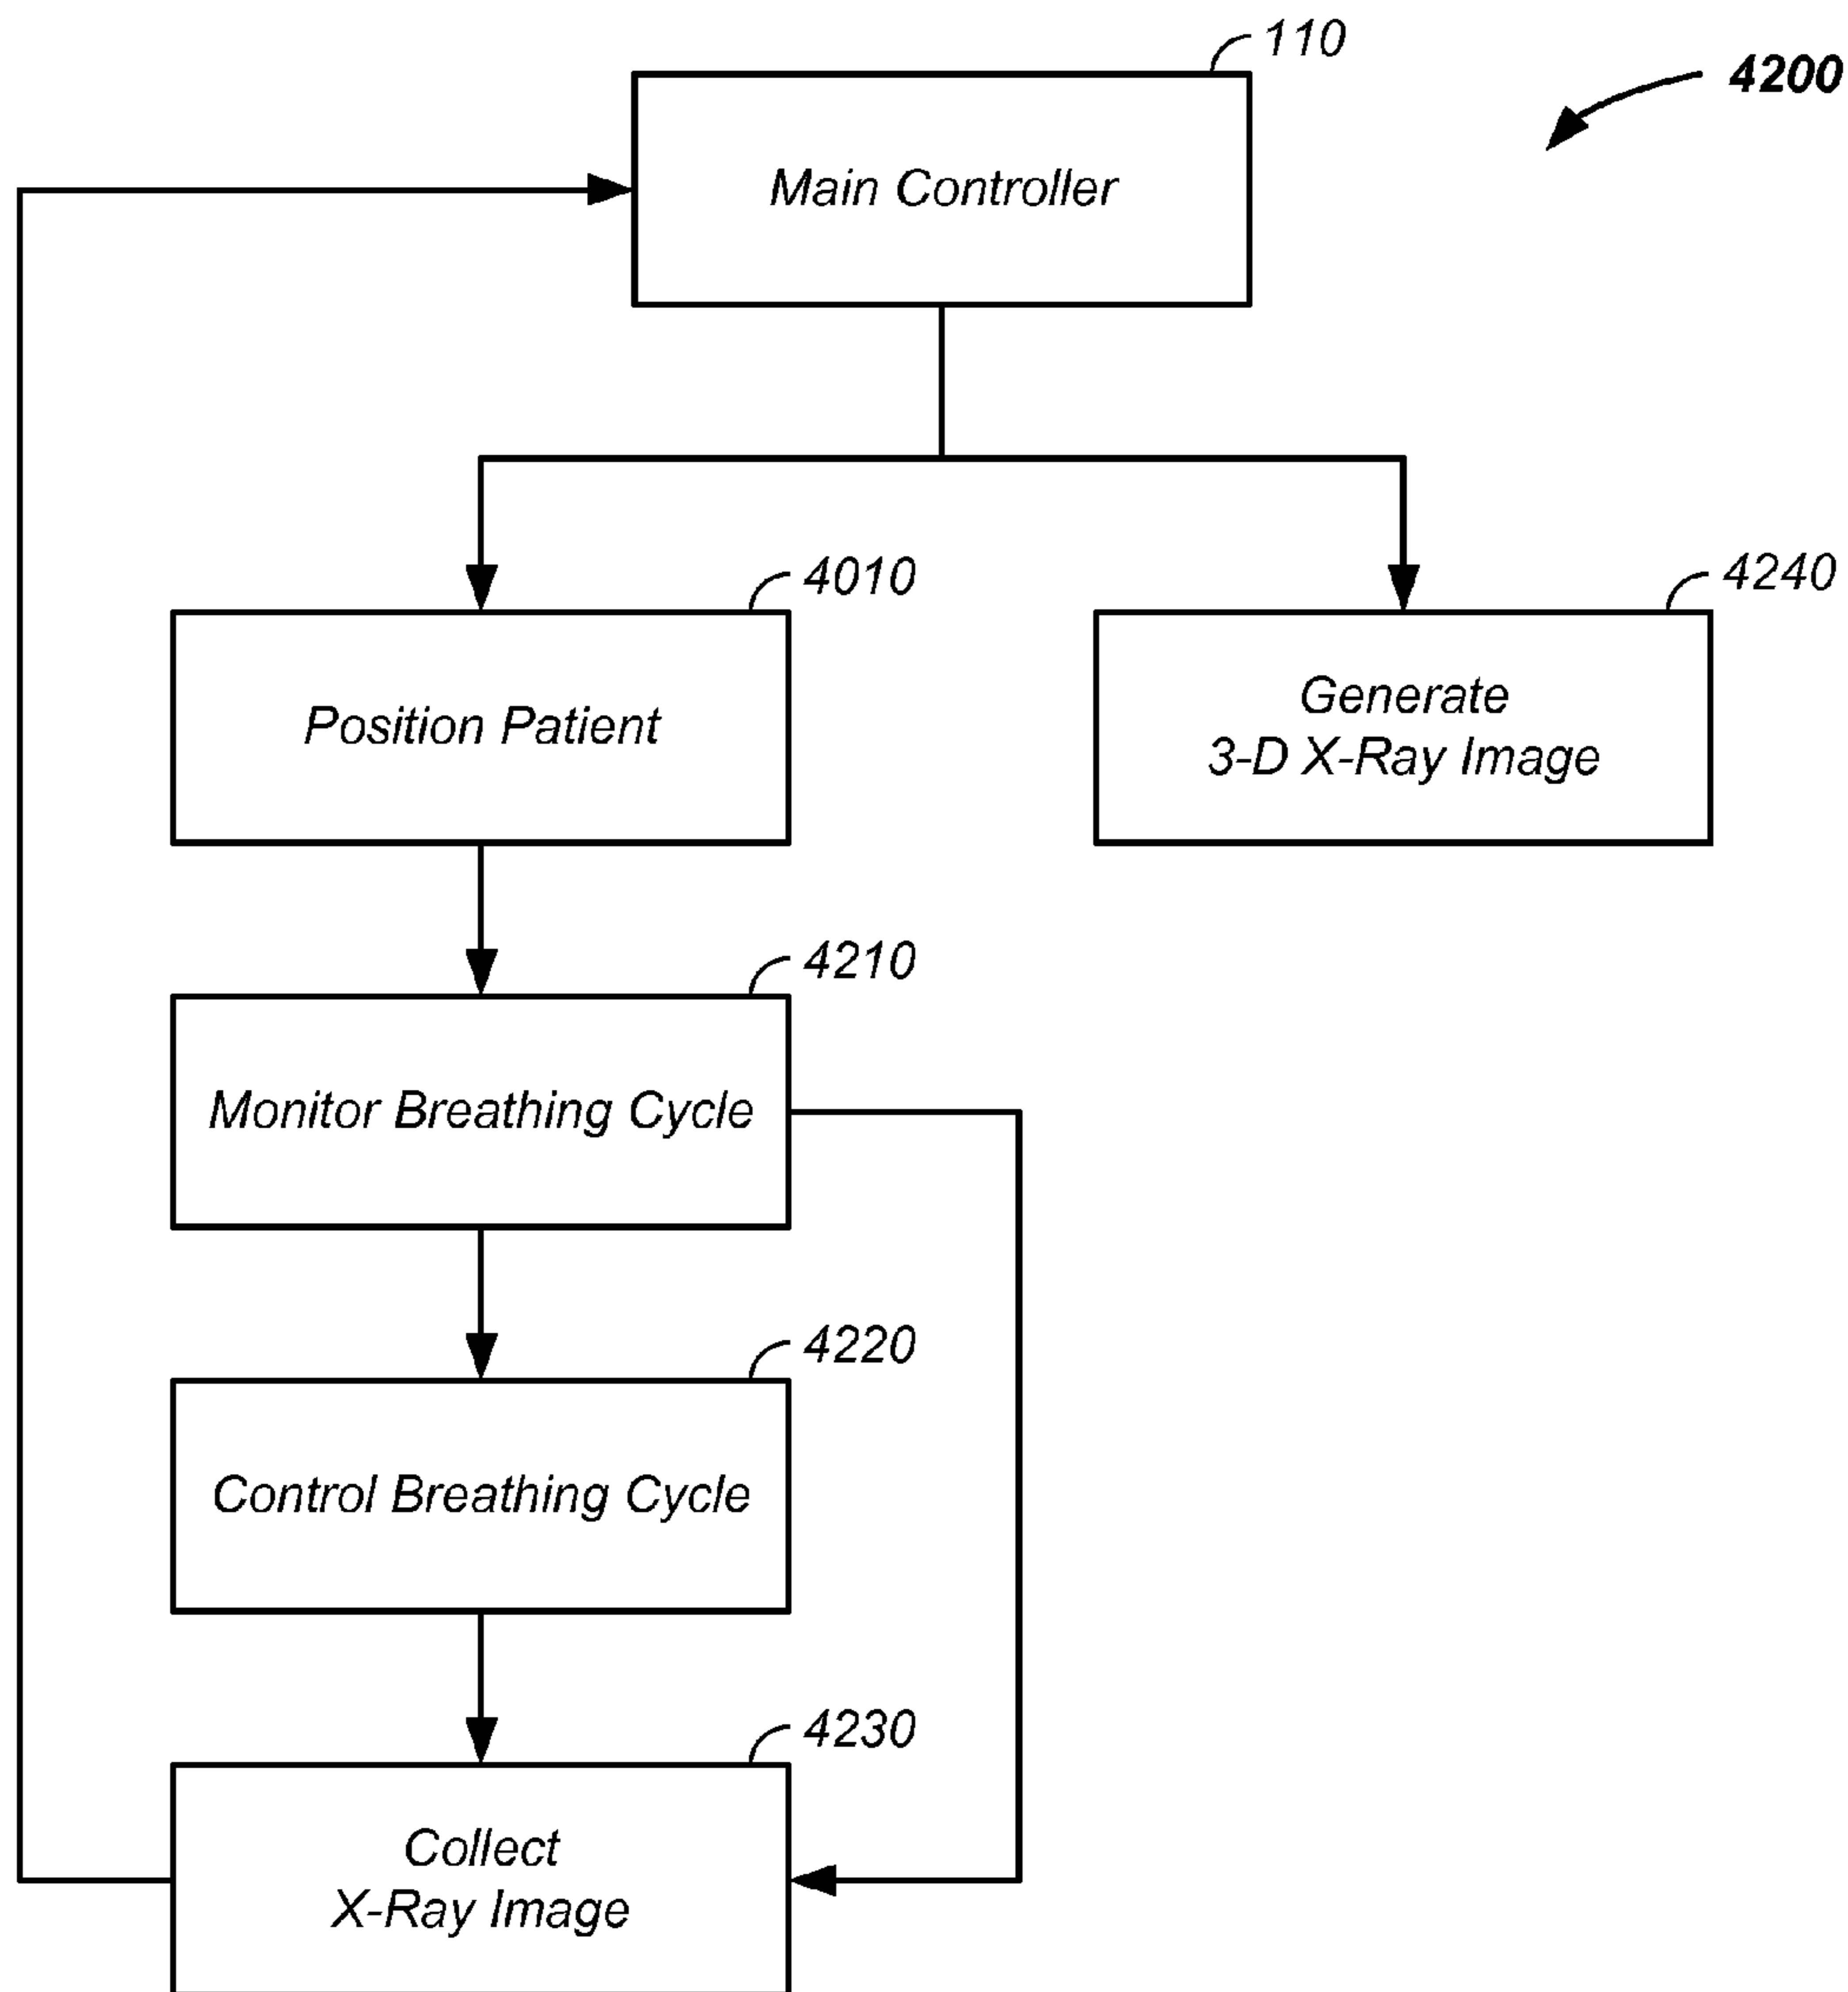 110
4200
Main Controller
4010
4240
Position Patient
Generate
3-D X-Ray Image
4210
Monitor Breathing Cycle
4220
Control Breathing Cycle
4230
Collect
X-Ray Image